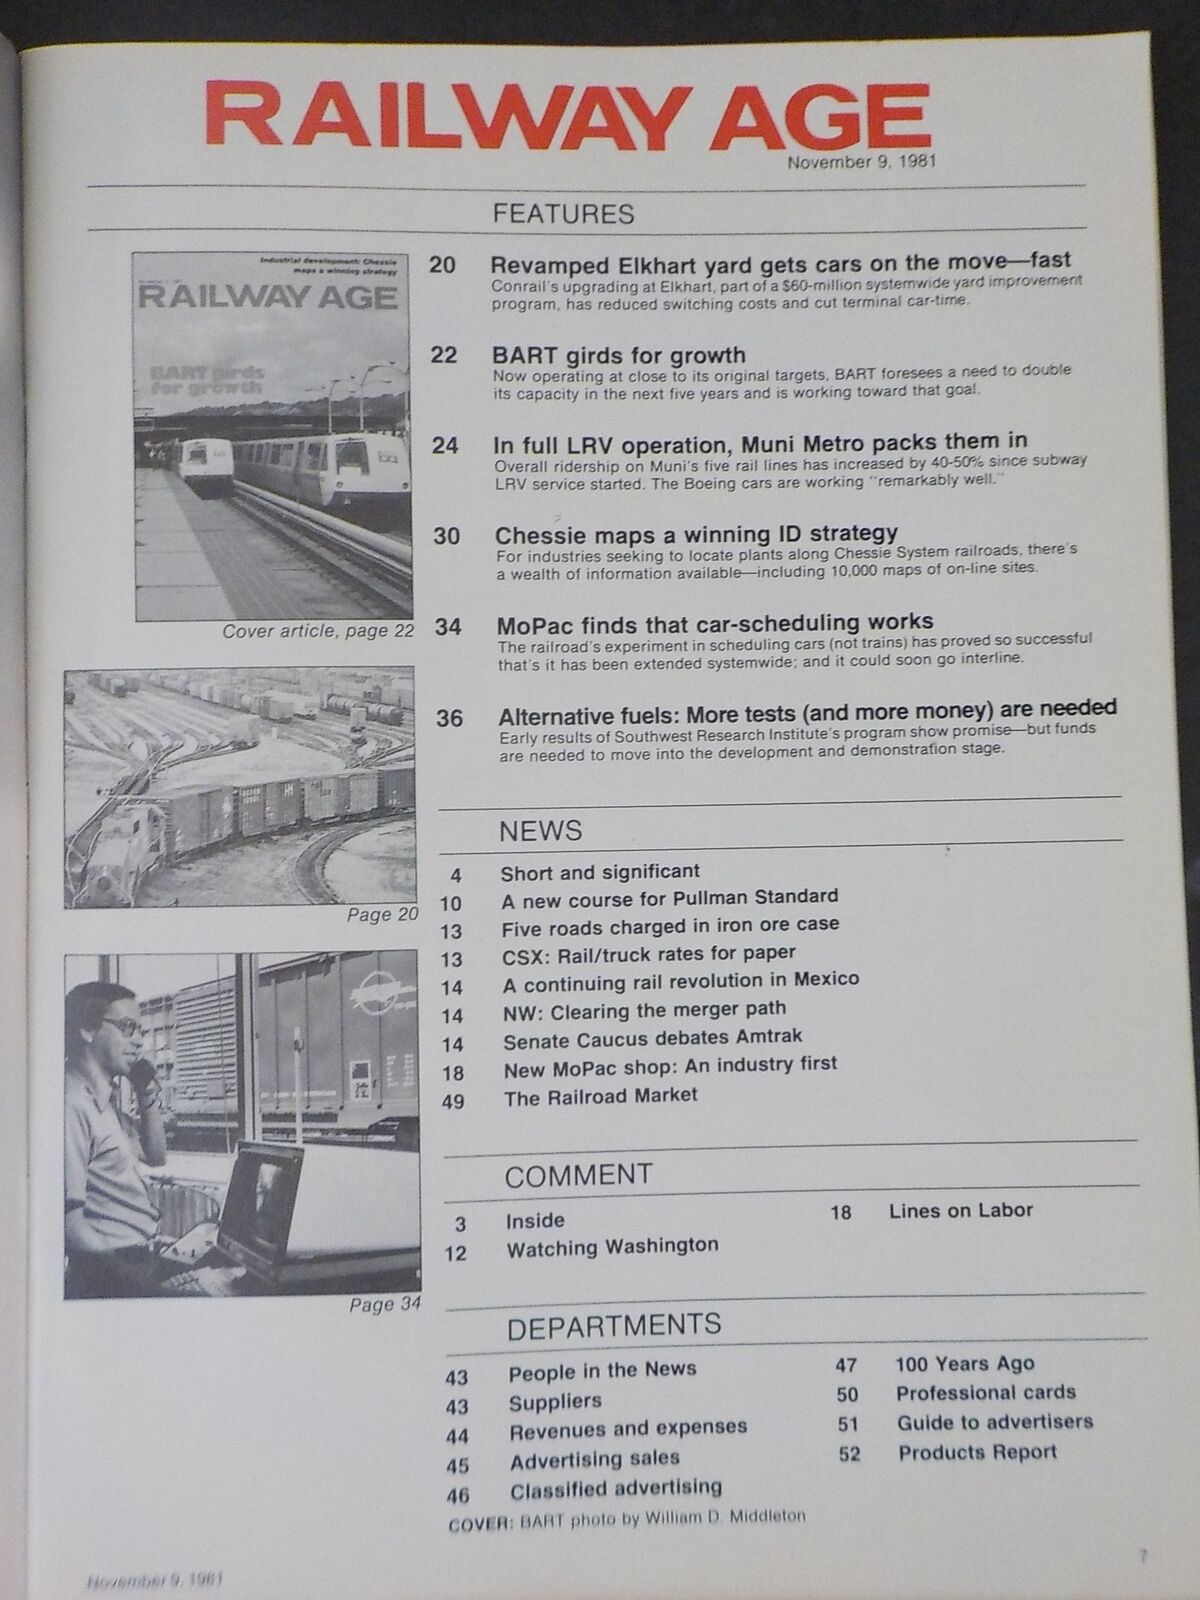 RAILWAY AGE
November 9, 1981
FEATURES
Industrial development: Chessie
maps a winning strategy
RAILWAY AGE
BART girds
for growth
Cover article, page 22
Page 20
Page 34
20 Revamped Elkhart yard gets cars on the move—fast
Conrail's upgrading at Elkhart, part of a $60-million systemwide yard improvement
program, has reduced switching costs and cut terminal car-time.
22 BART girds for growth
Now operating at close to its original targets, BART foresees a need to double
its capacity in the next five years and is working toward that goal.
24 In full LRV operation, Muni Metro packs them in
Overall ridership on Muni's five rail lines has increased by 40-50% since subway
LRV service started. The Boeing cars are working "remarkably well."
30 Chessie maps a winning ID strategy
For industries seeking to locate plants along Chessie System railroads, there's
a wealth of information available—including 10,000 maps of on-line sites.
34 MoPac finds that car-scheduling works
The railroad's experiment in scheduling cars (not trains) has proved so successful
that's it has been extended systemwide; and it could soon go interline.
36 Alternative fuels: More tests (and more money) are needed
Early results of Southwest Research Institute's program show promise—but funds
are needed to move into the development and demonstration stage.
NEWS
4 Short and significant
10 A new course for Pullman Standard
13 Five roads charged in iron ore case
13 CSX: Rail/truck rates for paper
14 A continuing rail revolution in Mexico
14 NW: Clearing the merger path
14 Senate Caucus debates Amtrak
18 New MoPac shop: An industry first
49 The Railroad Market
COMMENT
3 Inside
12 Watching Washington
18 Lines on Labor
DEPARTMENTS
43 People in the News
43 Suppliers
44 Revenues and expenses
45 Advertising sales
46 Classified advertising
47 100 Years Ago
50 Professional cards
51 Guide to advertisers
52 Products Report
COVER: BART photo by William D. Middleton
November 9, 1981
7